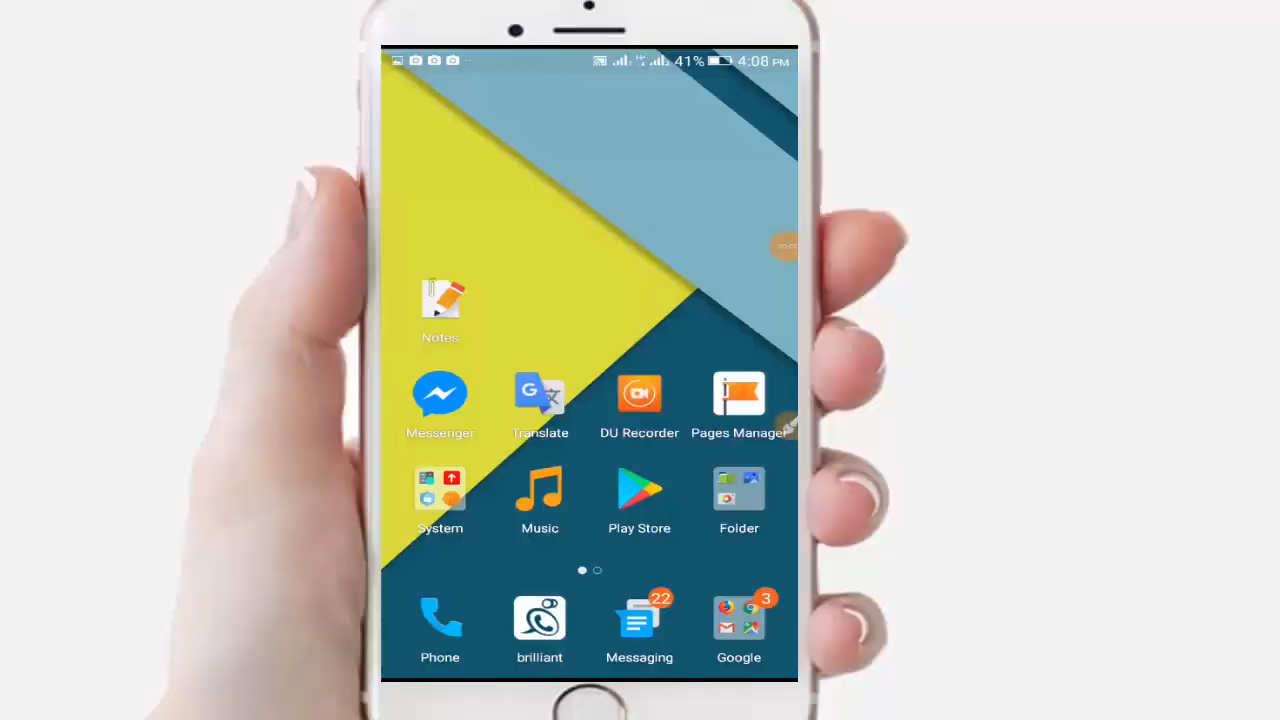 41% 4:08 PM
Notes
Messenger Translate DU Recorder Pages Manager
System Music Play Store Folder
22 3
Phone brilliant Messaging Google